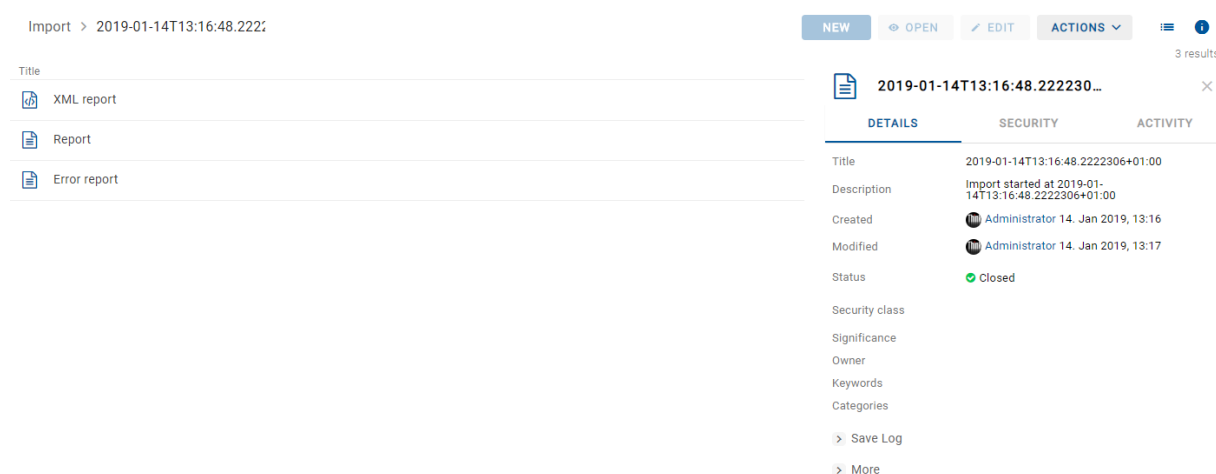 Import > 2019-01-14T13:16:48.222
NEW
OPEN
EDIT
ACTIONS
3 results
Title
XML report
Report
Error report
2019-01-14T13:16:48.222230...
DETAILS
SECURITY
ACTIVITY
Title 2019-01-14T13:16:48.2222306+01:00
Description Import started at 2019-01-
14T13:16:48.2222306+01:00
Created Administrator 14. Jan 2019, 13:16
Modified Administrator 14. Jan 2019, 13:17
Status Closed
Security class
Significance
Owner
Keywords
Categories
> Save Log
> More